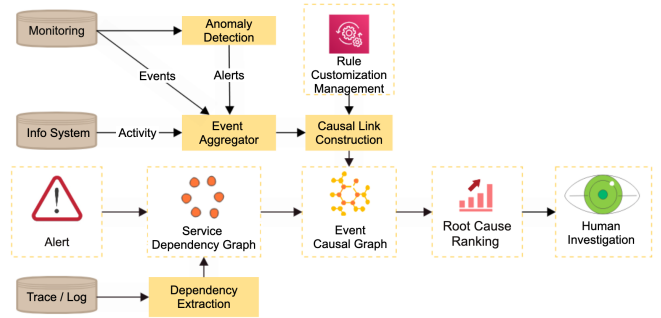 Monitoring
Anomaly
Detection
Rule
Customization
Management
Events
Alerts
Info System
Activity
Event
Aggregator
Causal Link
Construction
Alert
Service
Dependency Graph
Event
Causal Graph
Root Cause
Ranking
Human
Investigation
Trace / Log
Dependency
Extraction